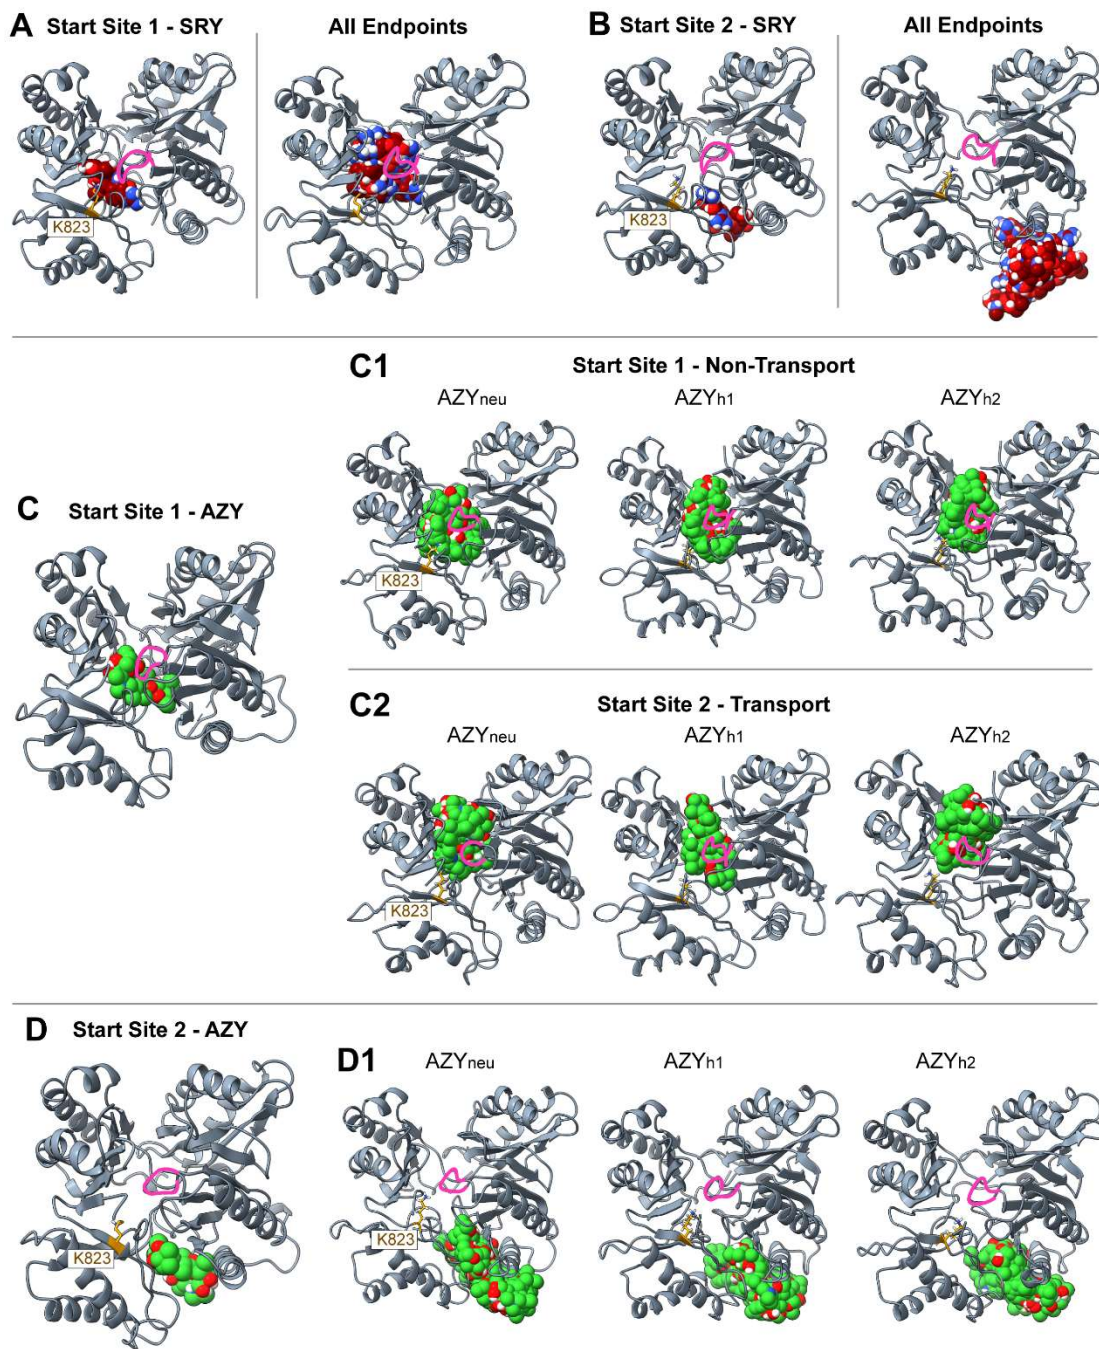 A Start Site 1 - SRY All Endpoints
B Start Site 2 - SRY All Endpoints
K823
K823
C1 Start Site 1 - Non-Transport
AZYneu AZYh1 AZYh2
K823
C Start Site 1 - AZY
C2 Start Site 2 - Transport
AZYneu AZYh1 AZYh2
K823
D Start Site 2 - AZY
K823
D1 AZYneu AZYh1 AZYh2
K823